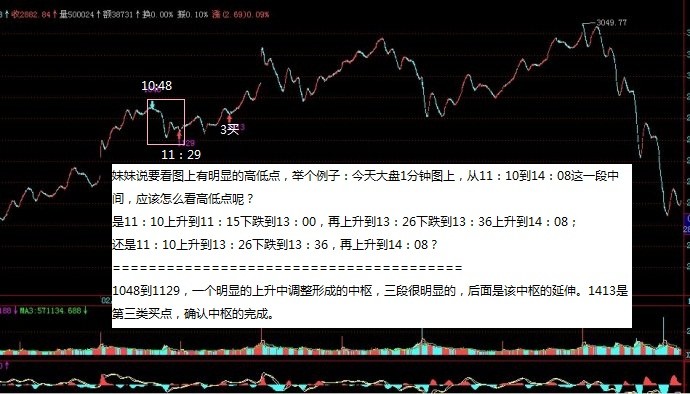 收2882.84↑量500024↑额38731↑换0.00% 振0.10% 涨(2.69)0.09%
3049.77
10:48
3买
11：29
妹妹说要看图上有明显的高低点，举个例子：今天大盘1分钟图上，从11：10到14：08这一段中
间，应该怎么看高低点呢？
是11：10上升到11：15下跌到13：00，再上升到13：26下跌到13：36上升到14：08；
还是11：10上升到13：26下跌到13：36，再上升到14：08？
=======================================
1048到1129，一个明显的上升中调整形成的中枢，三段很明显的，后面是该中枢的延伸。1413是
第三类买点，确认中枢的完成。
MA3:571134.688↓